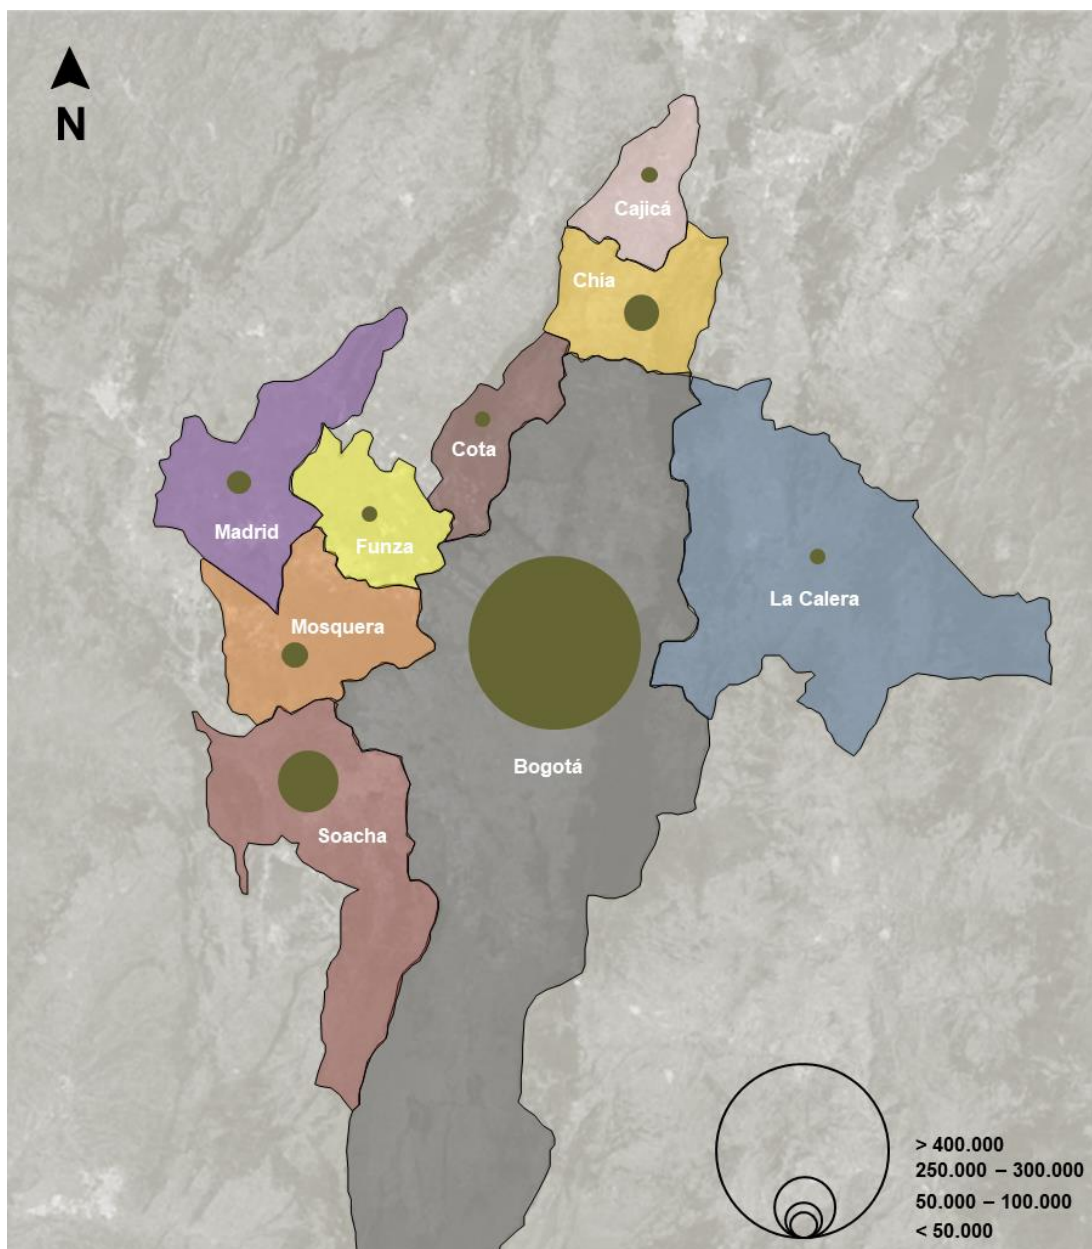 N
Cajicá
Chía
Cota
Madrid
Funza
La Calera
Mosquera
Bogotá
Soacha
> 400.000
250.000 – 300.000
50.000 – 100.000
< 50.000